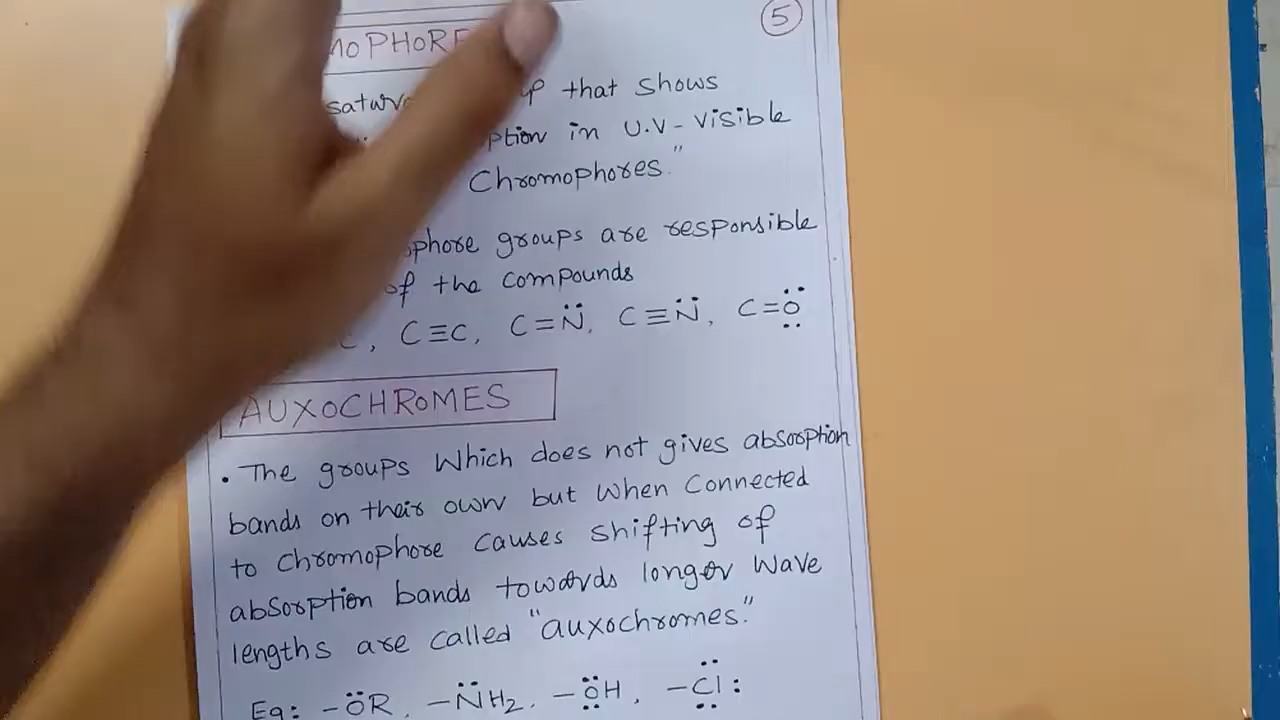 5
MOPHORE
that shows
ption in U.V - Visible
Chromophores."
phore groups are responsible
of the compounds
C, C≡C, C=N̈, C≡N̈, C=Ö
AUXOCHROMES
. The groups Which does not gives absorption
bands on their own but when connected
to Chromophore causes shifting of
absorption bands towards longer wave
lengths are called "auxochromes."
Eg: -ÖR, -N̈H₂, -ÖH, -Cl: